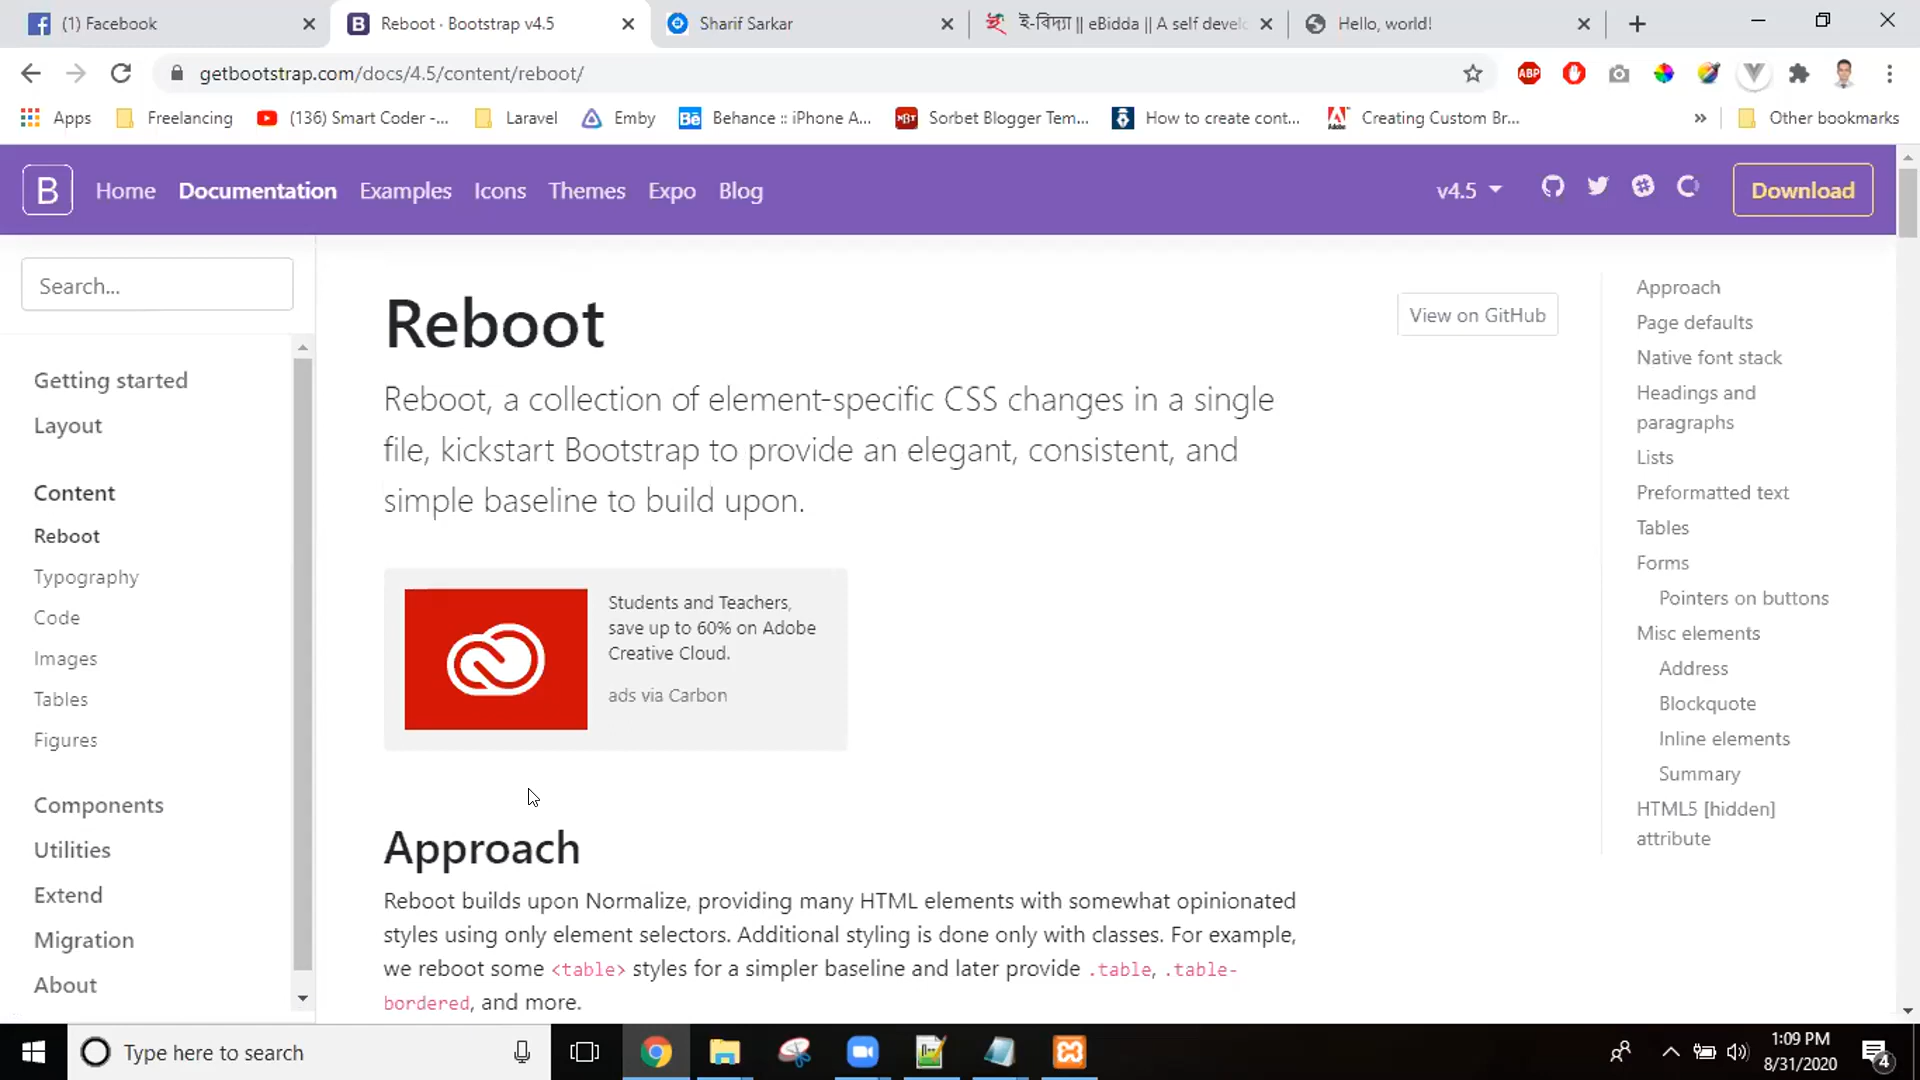 (1) Facebook
Reboot · Bootstrap v4.5
Sharif Sarkar
ই-বিদ্যা || eBidda || A self devel
Hello, world!
getbootstrap.com/docs/4.5/content/reboot/
ABP
Apps
Freelancing
(136) Smart Coder -...
Laravel
Emby
Bē
Behance :: iPhone A...
Sorbet Blogger Tem...
How to create cont...
Creating Custom Br...
»
Other bookmarks
B
Home
Documentation
Examples
Icons
Themes
Expo
Blog
v4.5
Download
Search...
Getting started
Layout
Content
Reboot
Typography
Code
Images
Tables
Figures
Components
Utilities
Extend
Migration
About
Reboot
View on GitHub
Reboot, a collection of element-specific CSS changes in a single
file, kickstart Bootstrap to provide an elegant, consistent, and
simple baseline to build upon.
Students and Teachers,
save up to 60% on Adobe
Creative Cloud.
ads via Carbon
Approach
Reboot builds upon Normalize, providing many HTML elements with somewhat opinionated
styles using only element selectors. Additional styling is done only with classes. For example,
we reboot some <table> styles for a simpler baseline and later provide .table, .table-
bordered, and more.
Approach
Page defaults
Native font stack
Headings and
paragraphs
Lists
Preformatted text
Tables
Forms
Pointers on buttons
Misc elements
Address
Blockquote
Inline elements
Summary
HTML5 [hidden]
attribute
Type here to search
1:09 PM
8/31/2020
4